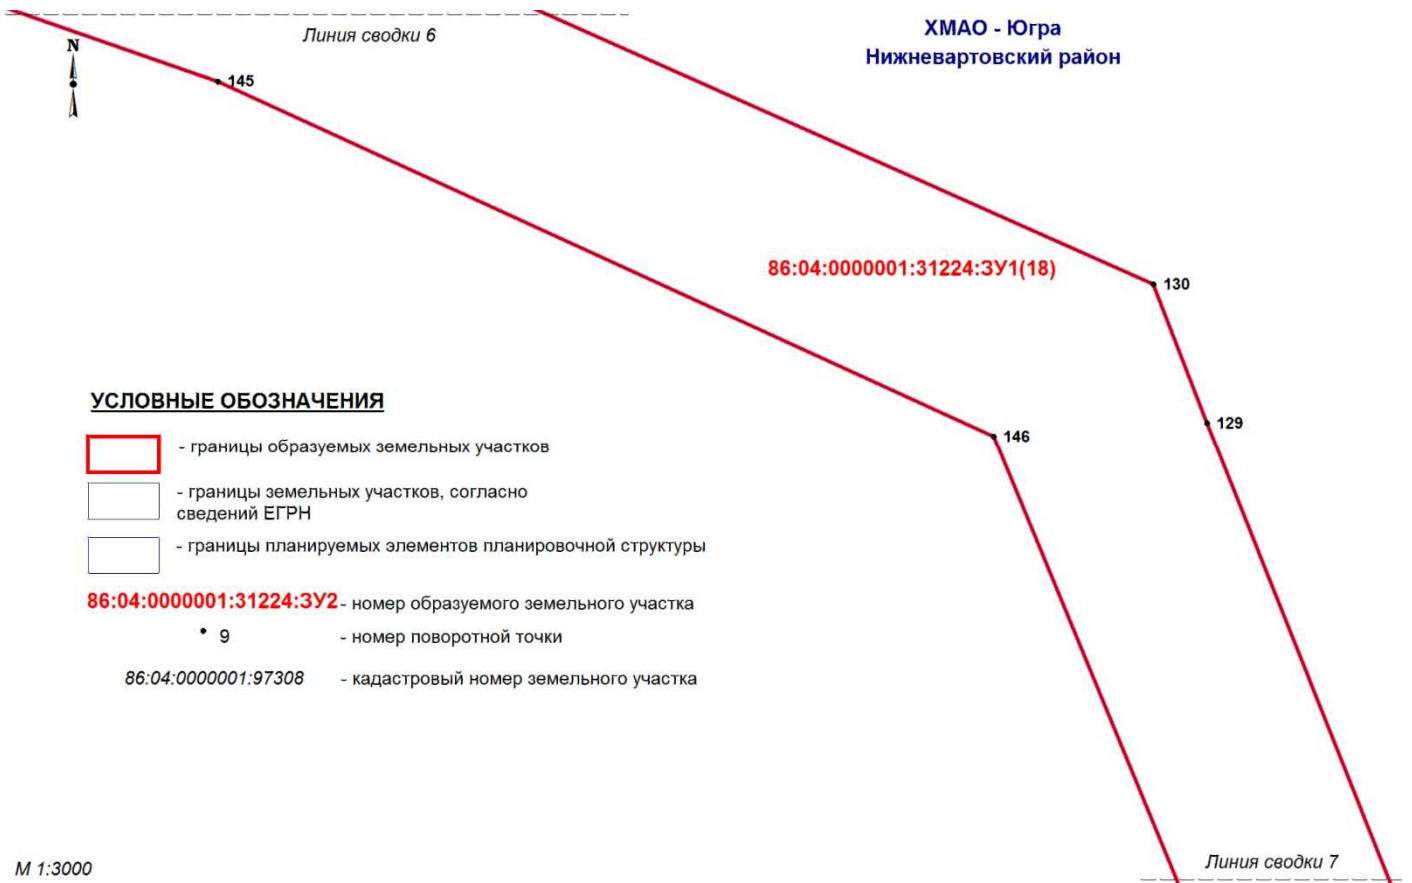 Линия сводки 6
ХМАО - Югра
Нижневартовский район
N
145
86:04:0000001:31224:ЗУ1(18)
130
129
146
УСЛОВНЫЕ ОБОЗНАЧЕНИЯ
- границы образуемых земельных участков
- границы земельных участков, согласно
сведений ЕГРН
- границы планируемых элементов планировочной структуры
86:04:0000001:31224:ЗУ2 - номер образуемого земельного участка
9 - номер поворотной точки
86:04:0000001:97308 - кадастровый номер земельного участка
Линия сводки 7
М 1:3000